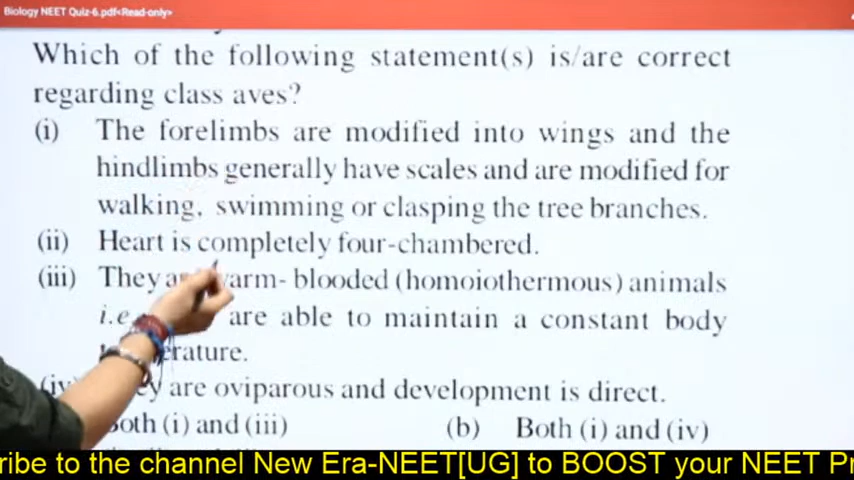 Biology NEET Quiz-6.pdf<Read-only>
Which of the following statement(s) is/are correct
regarding class aves?
(i) The forelimbs are modified into wings and the
hindlimbs generally have scales and are modified for
walking, swimming or clasping the tree branches.
(ii) Heart is completely four-chambered.
(iii) They warm- blooded (homoiothermous) animals
i.e are able to maintain a constant body
erature.
(iv) ey are oviparous and development is direct.
Both (i) and (iii) (b) Both (i) and (iv)
ribe to the channel New Era-NEET[UG] to BOOST your NEET Pr